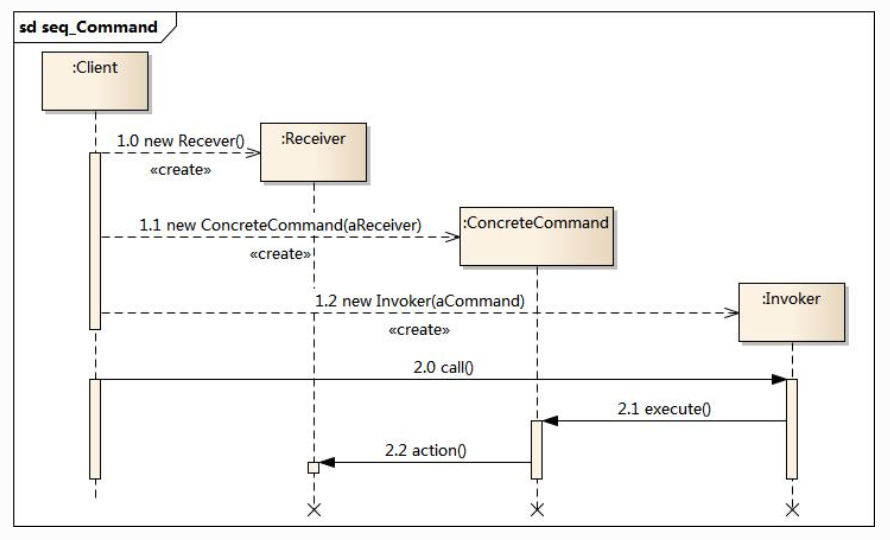 sd seq_Command
:Client
1.0 new Recever()
«create»
:Receiver
1.1 new ConcreteCommand(aReceiver)
«create»
:ConcreteCommand
1.2 new Invoker(aCommand)
«create»
:Invoker
2.0 call()
2.1 execute()
2.2 action()